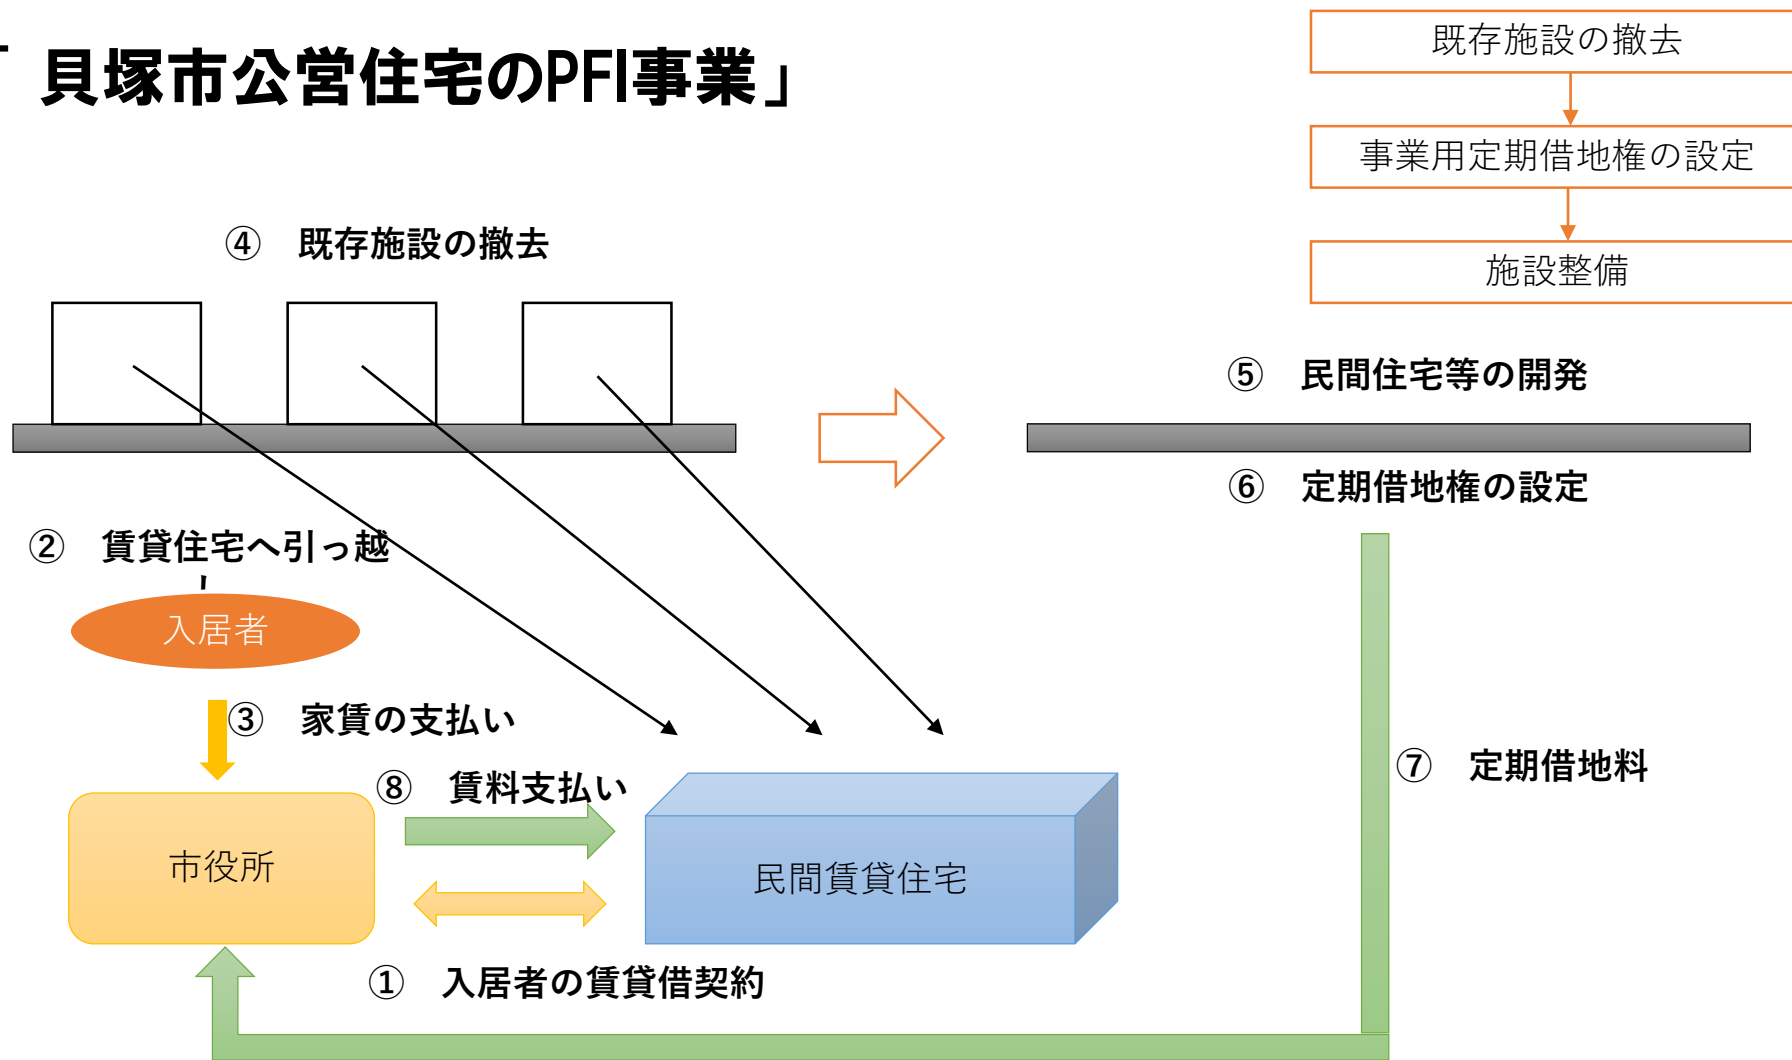 「 貝塚市公営住宅のPFI事業」
既存施設の撤去
事業用定期借地権の設定
施設整備
④ 既存施設の撤去
⑤ 民間住宅等の開発
⑥ 定期借地権の設定
② 賃貸住宅へ引っ越
入居者
③ 家賃の支払い
⑦ 定期借地料
⑧ 賃料支払い
市役所
民間賃貸住宅
① 入居者の賃貸借契約